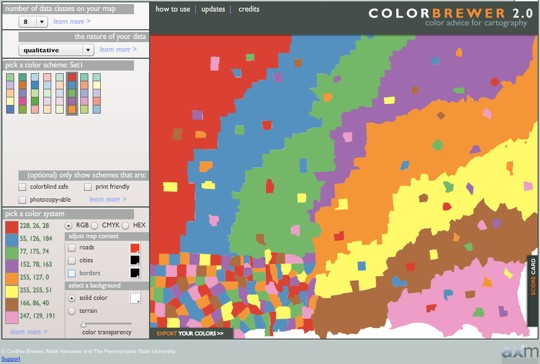 number of data classes on your map
8
learn more >
the nature of your data
qualitative
learn more >
pick a color scheme: Set1
(optional) only show schemes that are:
colorblind safe
print friendly
photocopy-able
learn more >
pick a color system
228, 26, 28
55, 126, 184
77, 175, 74
152, 78, 163
255, 127, 0
255, 255, 51
166, 86, 40
247, 129, 191
learn more >
RGB CMYK HEX
adjust map context
roads
cities
borders
select a background
solid color
terrain
color transparency
how to use | updates | credits
COLORBREWER 2.0
color advice for cartography
EXPORT YOUR COLORS >>
SCORE CARD
© Cynthia Brewer, Mark Harrower and The Pennsylvania State University
Support
axm